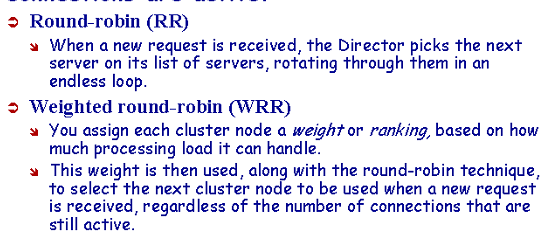 Round-robin (RR)
When a new request is received, the Director picks the next
server on its list of servers, rotating through them in an
endless loop.
Weighted round-robin (WRR)
You assign each cluster node a weight or ranking, based on how
much processing load it can handle.
This weight is then used, along with the round-robin technique,
to select the next cluster node to be used when a new request
is received, regardless of the number of connections that are
still active.